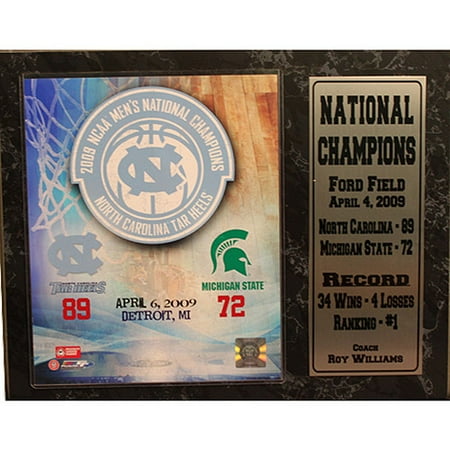 2009 NCAA MEN'S NATIONAL CHAMPIONS
NC
NORTH CAROLINA TAR HEELS
NC
TAR HEELS
89
APRIL 6, 2009
DETROIT, MI
MICHIGAN STATE
72
NATIONAL
CHAMPIONS
FORD FIELD
APRIL 4, 2009
NORTH CAROLINA - 89
MICHIGAN STATE - 72
RECORD
34 WINS - 4 LOSSES
RANKING - #1
COACH
ROY WILLIAMS